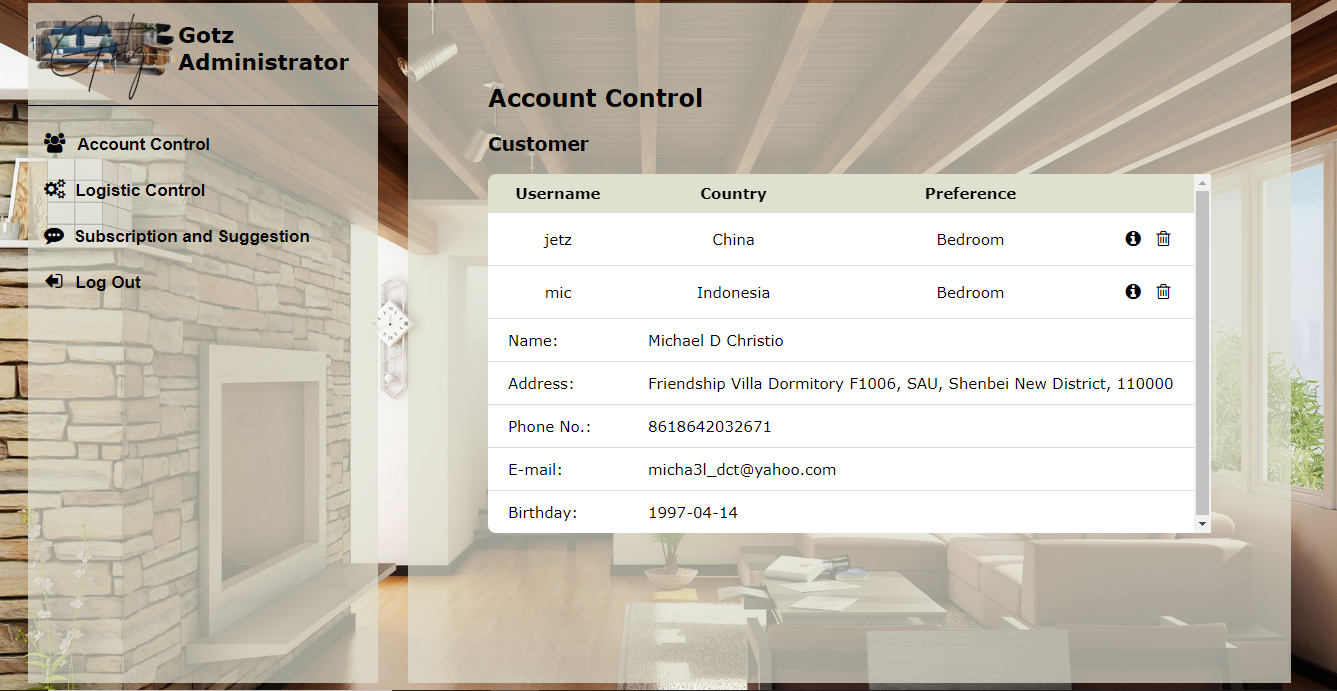 Gotz
Administrator
Account Control
Logistic Control
Subscription and Suggestion
Log Out
Account Control
Customer
Username Country Preference
jetz China Bedroom
mic Indonesia Bedroom
Name: Michael D Christio
Address: Friendship Villa Dormitory F1006, SAU, Shenbei New District, 110000
Phone No.: 8618642032671
E-mail: micha3l_dct@yahoo.com
Birthday: 1997-04-14